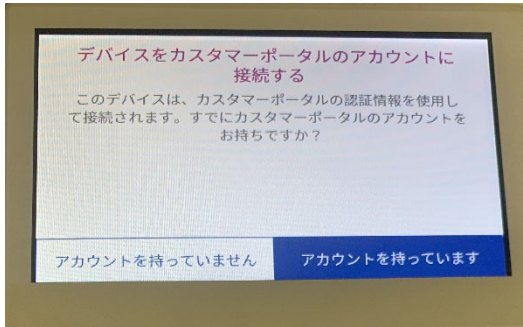 デバイスをカスタマーポータルのアカウントに
接続する
このデバイスは、カスタマーポータルの認証情報を使用し
て接続されます。すでにカスタマーポータルのアカウントを
お持ちですか？
アカウントを持っていません
アカウントを持っています